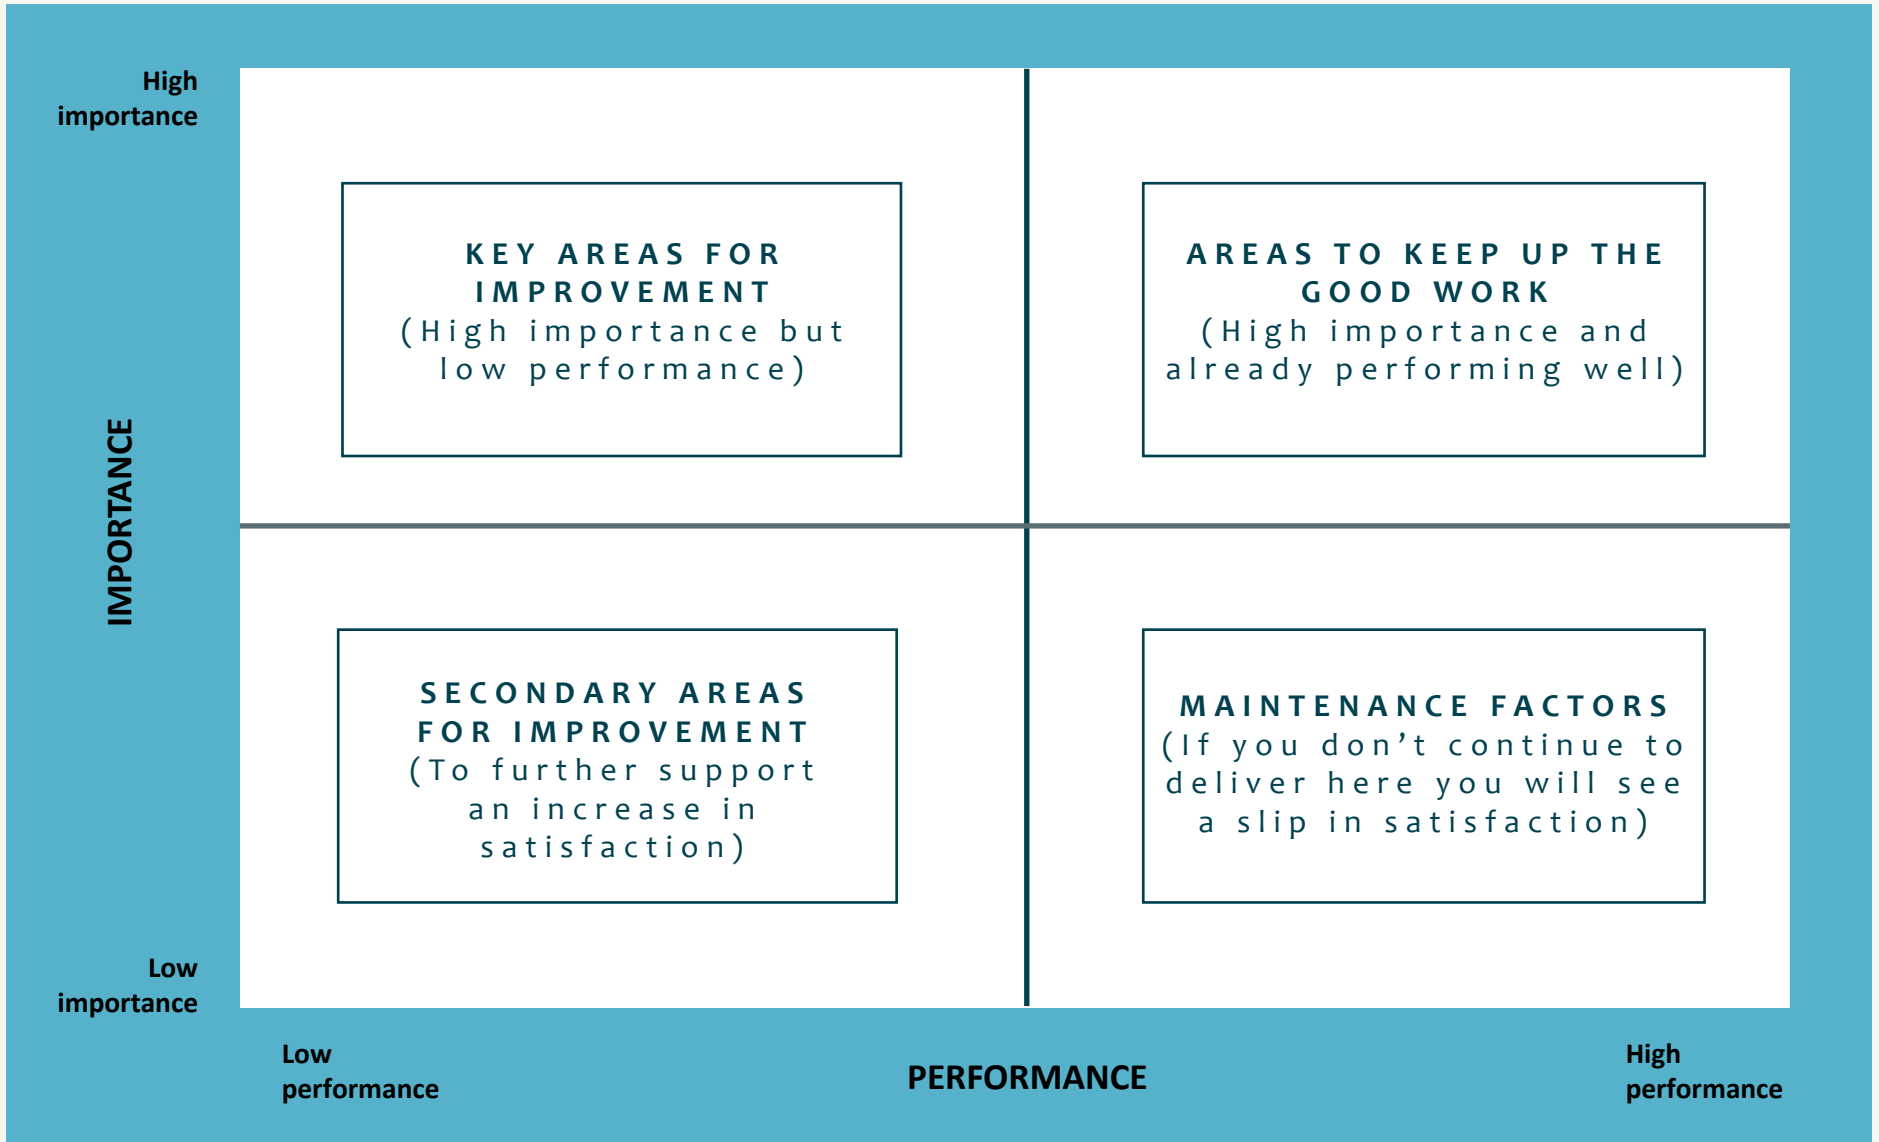 High
importance
KEY AREAS FOR
IMPROVEMENT
(High importance but
low performance)
AREAS TO KEEP UP THE
GOOD WORK
(High importance and
already performing well)
IMPORTANCE
SECONDARY AREAS
FOR IMPROVEMENT
(To further support
an increase in
satisfaction)
MAINTENANCE FACTORS
(If you don’t continue to
deliver here you will see
a slip in satisfaction)
Low
importance
Low
performance
PERFORMANCE
High
performance